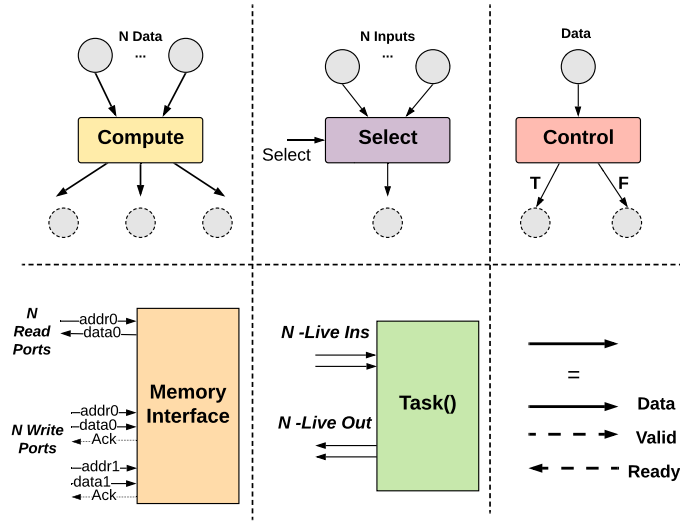 N Data
...
Compute
N Inputs
...
Select
Select
Data
Control
T
F
N
Read
Ports
addr0
data0
N Write
Ports
addr0
data0
Ack
addr1
data1
Ack
Memory
Interface
N -Live Ins
N -Live Out
Task()
=
Data
Valid
Ready